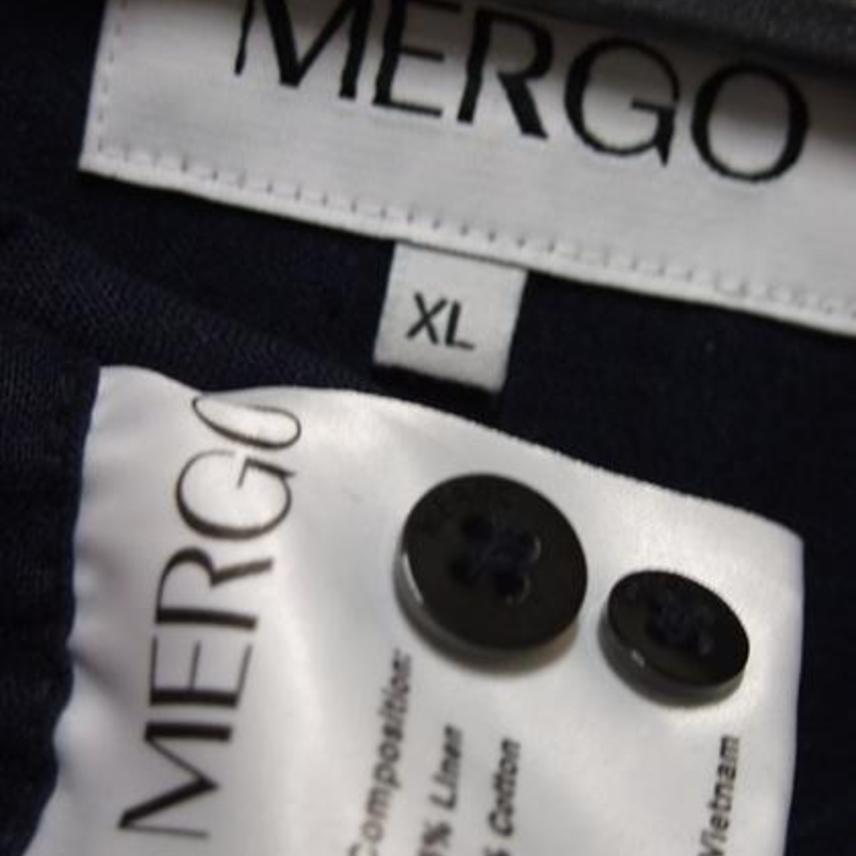 MERGO
XL
MERGO
Composition:
% Linen
% Cotton
Vietnam